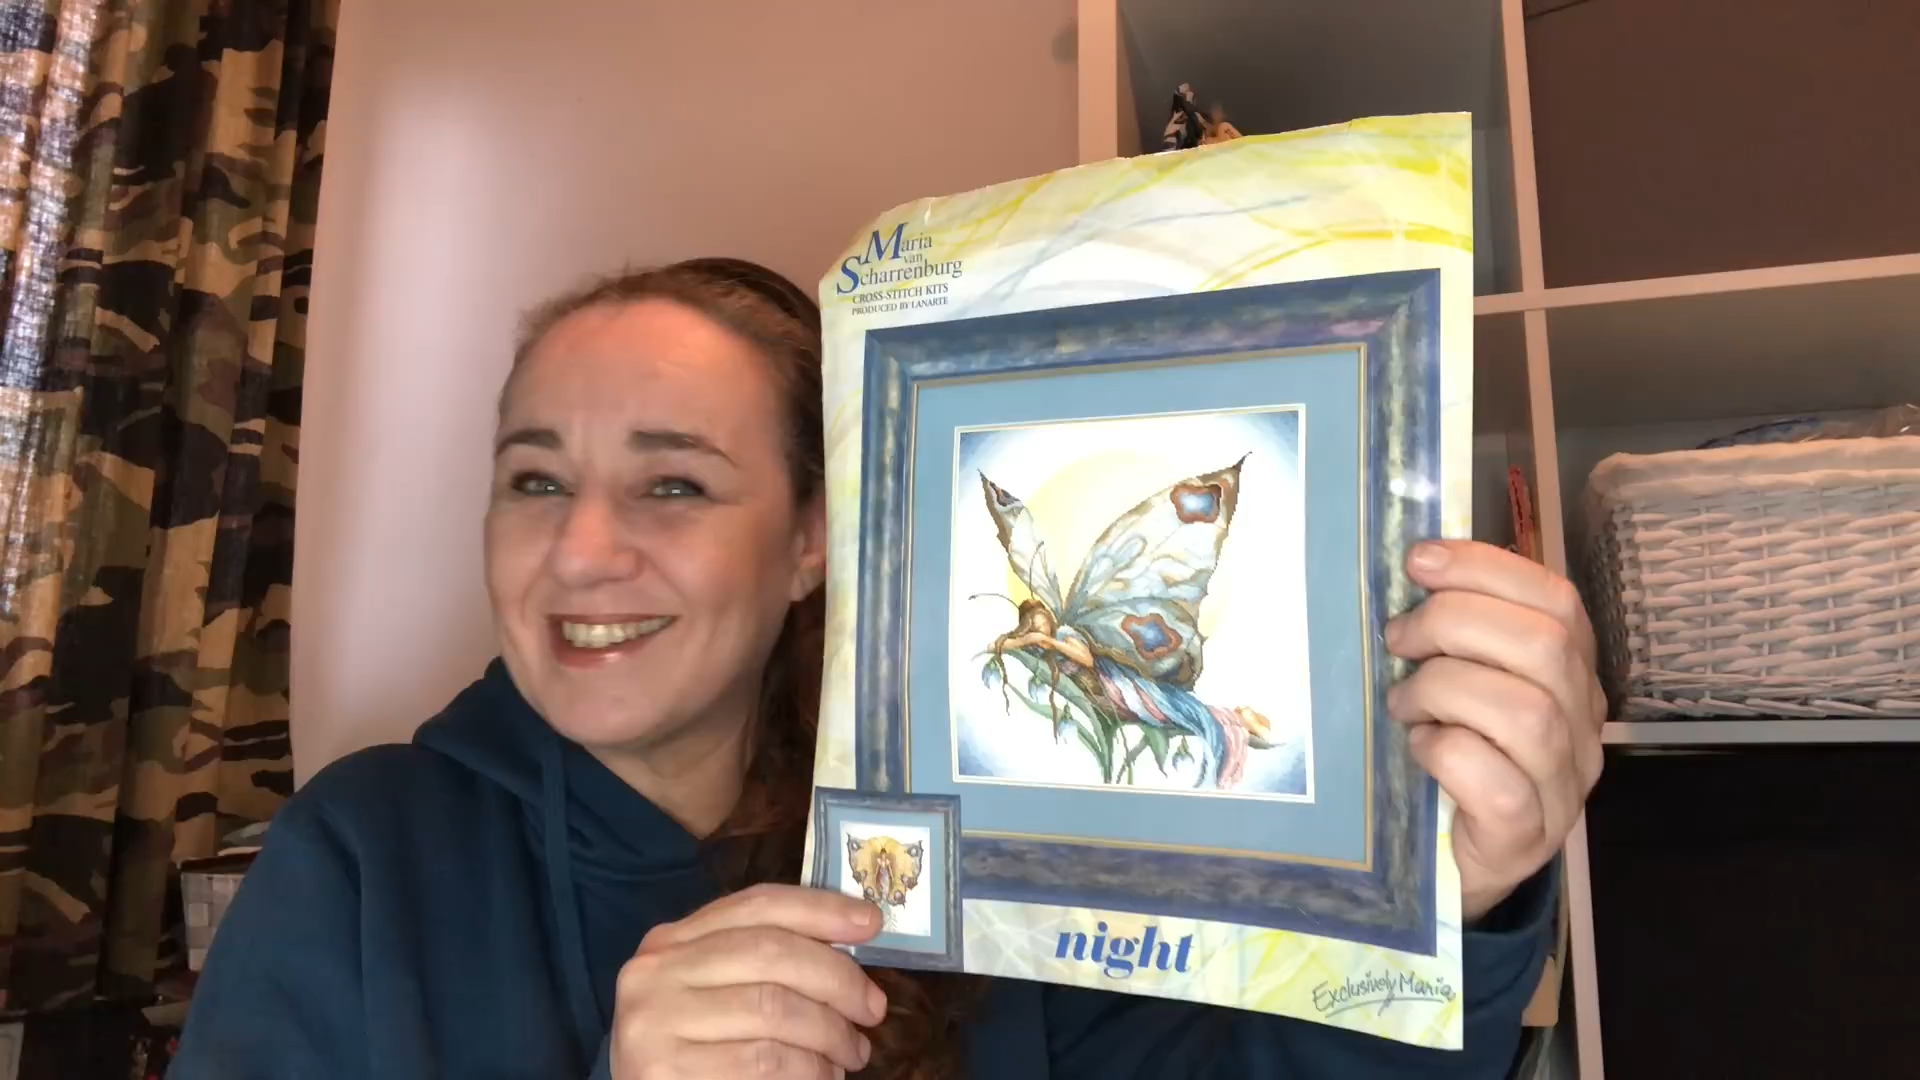 Maria
van
Scharrenburg
CROSS-STITCH KITS
PRODUCED BY LANARTE
night
Exclusively Maria